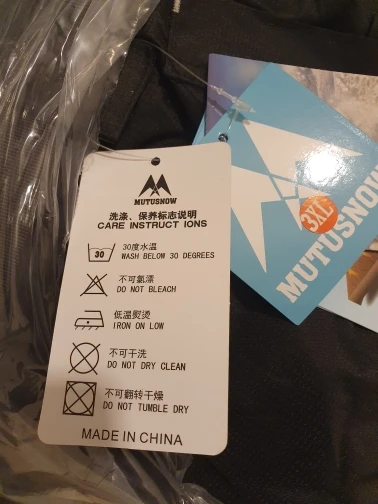 MUTUSNOW
洗涤、保养标志说明
CARE INSTRUCT IONS
30
30度水温
WASH BELOW 30 DEGREES
不可氯漂
DO NOT BLEACH
低温熨烫
IRON ON LOW
不可干洗
DO NOT DRY CLEAN
不可翻转干燥
DO NOT TUMBLE DRY
MADE IN CHINA
3XL
MUTUSNOW